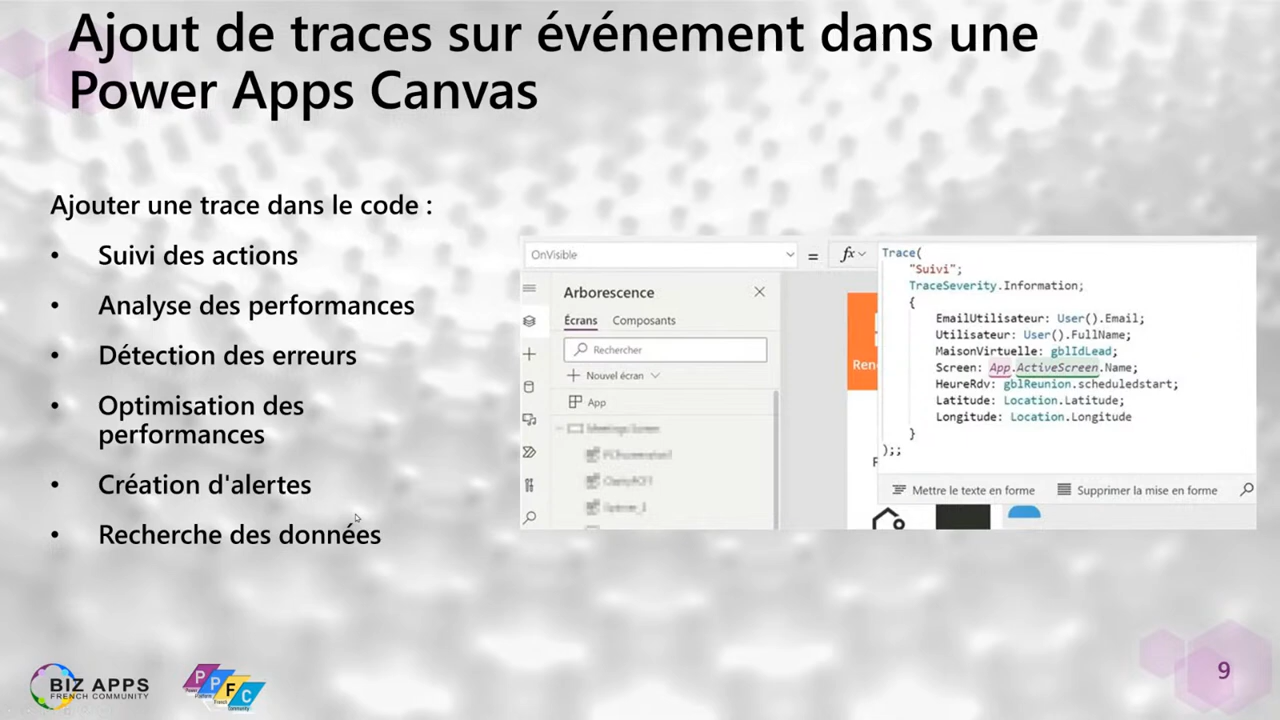 Ajout de traces sur événement dans une
Power Apps Canvas
Ajouter une trace dans le code :
• Suivi des actions
• Analyse des performances
• Détection des erreurs
• Optimisation des
performances
• Création d'alertes
• Recherche des données
OnVisible
=
fx
Trace(
"Suivi";
TraceSeverity.Information;
{
EmailUtilisateur: User().Email;
Utilisateur: User().FullName;
MaisonVirtuelle: gblIdLead;
Screen: App.ActiveScreen.Name;
HeureRdv: gblReunion.scheduledstart;
Latitude: Location.Latitude;
Longitude: Location.Longitude
}
);;
Arborescence
Écrans Composants
Rechercher
Nouvel écran
App
Ren
Mettre le texte en forme Supprimer la mise en forme
BIZ APPS
FRENCH COMMUNITY
P P F C
9